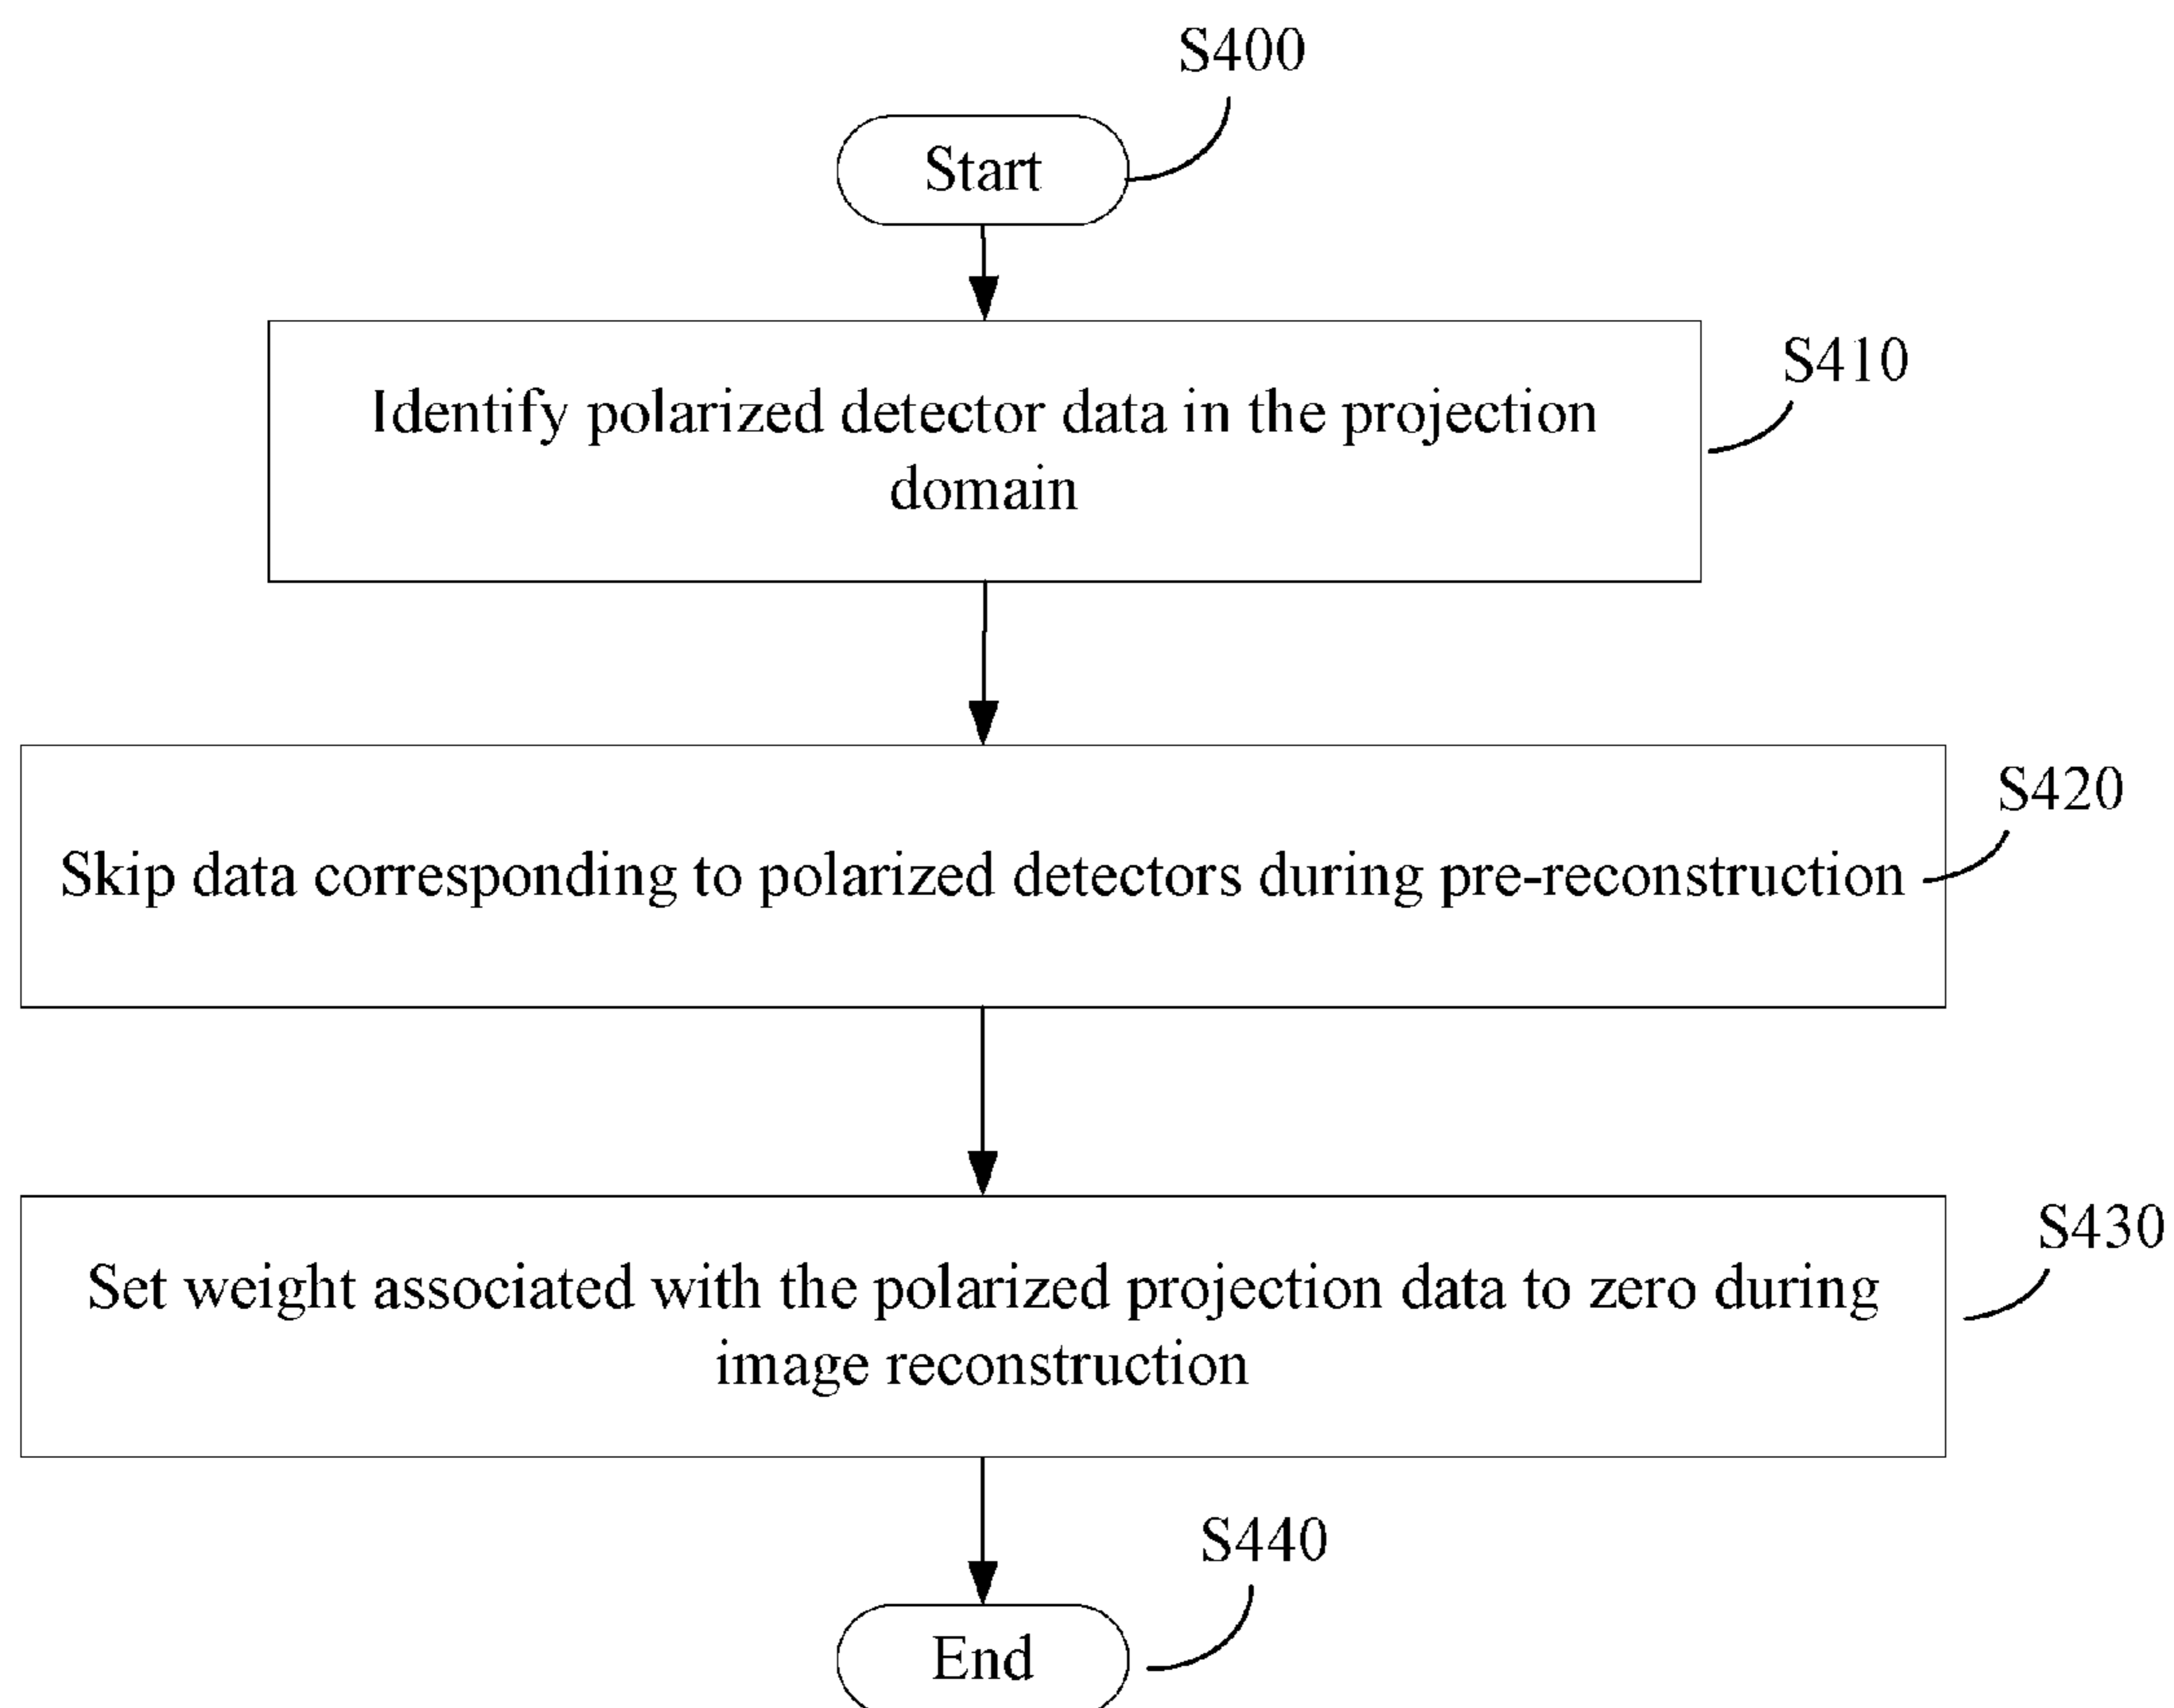 S400
Start
S410
Identify polarized detector data in the projection
domain
S420
Skip data corresponding to polarized detectors during pre-reconstruction
S430
Set weight associated with the polarized projection data to zero during
image reconstruction
S440
End